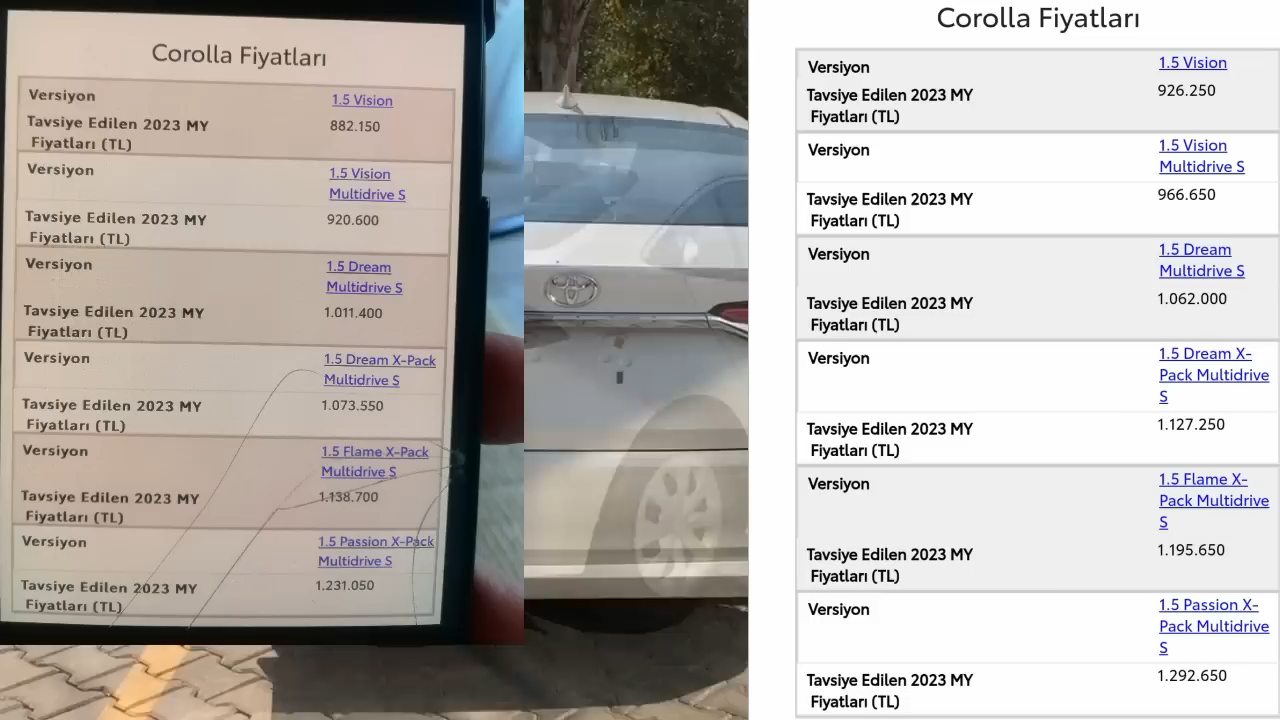 Corolla Fiyatları
Versiyon 1.5 Vision
Tavsiye Edilen 2023 MY 882.150
Fiyatları (TL)
Versiyon 1.5 Vision
Multidrive S
Tavsiye Edilen 2023 MY 920.600
Fiyatları (TL)
Versiyon 1.5 Dream
Multidrive S
Tavsiye Edilen 2023 MY 1.011.400
Fiyatları (TL)
Versiyon 1.5 Dream X-Pack
Multidrive S
Tavsiye Edilen 2023 MY 1.073.550
Fiyatları (TL)
Versiyon 1.5 Flame X-Pack
Multidrive S
Tavsiye Edilen 2023 MY 1.138.700
Fiyatları (TL)
Versiyon 1.5 Passion X-Pack
Multidrive S
Tavsiye Edilen 2023 MY 1.231.050
Fiyatları (TL)
Corolla Fiyatları
Versiyon 1.5 Vision
Tavsiye Edilen 2023 MY 926.250
Fiyatları (TL)
Versiyon 1.5 Vision
Multidrive S
Tavsiye Edilen 2023 MY 966.650
Fiyatları (TL)
Versiyon 1.5 Dream
Multidrive S
Tavsiye Edilen 2023 MY 1.062.000
Fiyatları (TL)
Versiyon 1.5 Dream X-
Pack Multidrive
S
Tavsiye Edilen 2023 MY 1.127.250
Fiyatları (TL)
Versiyon 1.5 Flame X-
Pack Multidrive
S
Tavsiye Edilen 2023 MY 1.195.650
Fiyatları (TL)
Versiyon 1.5 Passion X-
Pack Multidrive
S
Tavsiye Edilen 2023 MY 1.292.650
Fiyatları (TL)